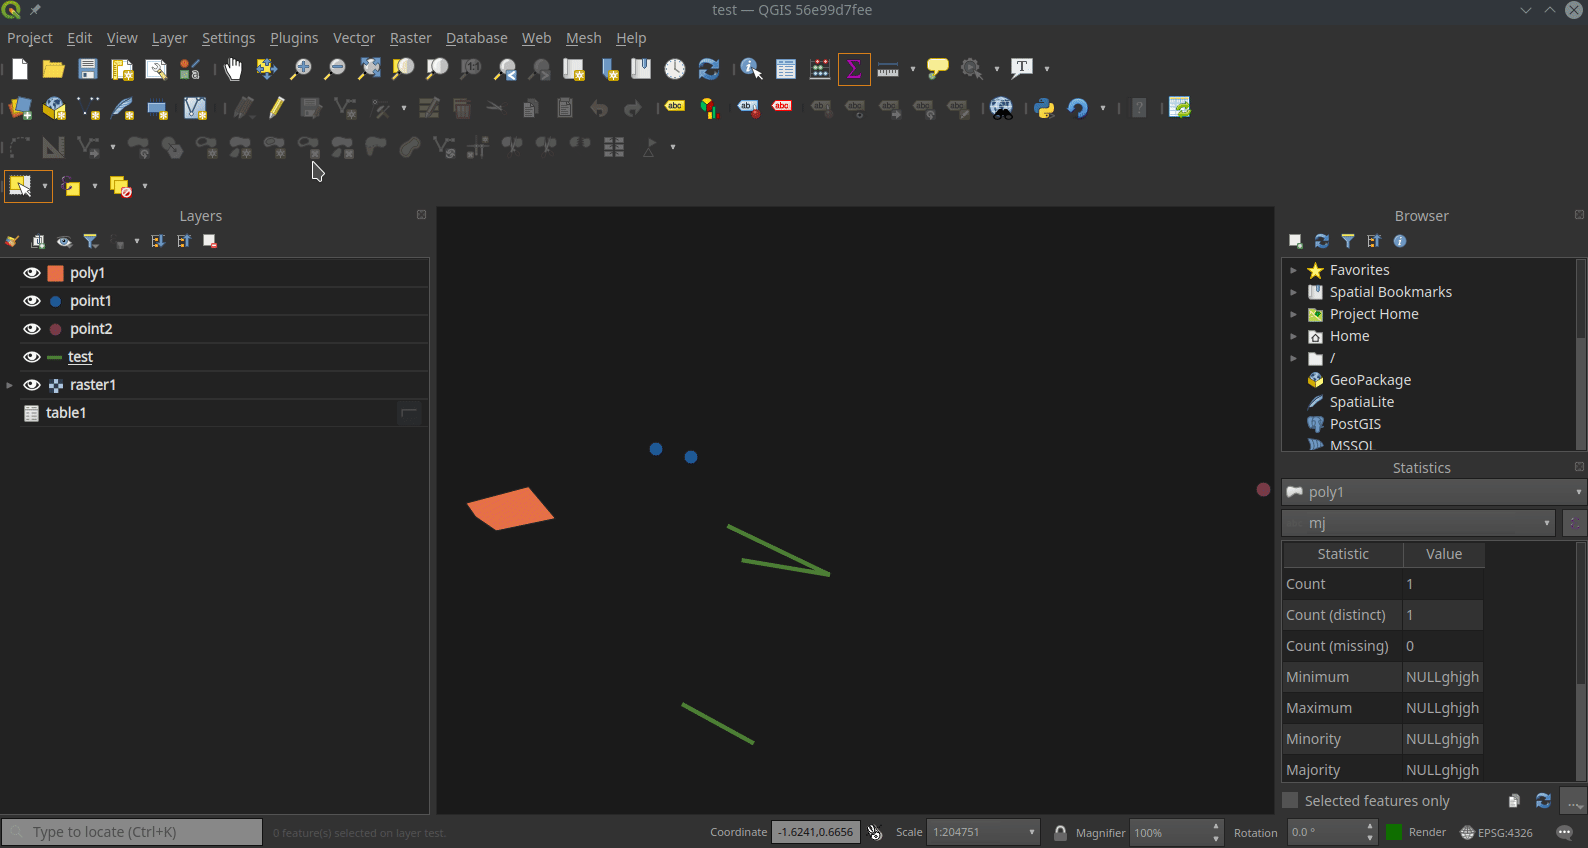 test — QGIS 56e99d7fee
Project Edit View Layer Settings Plugins Vector Raster Database Web Mesh Help
Layers
poly1
point1
point2
test
raster1
table1
Browser
Favorites
Spatial Bookmarks
Project Home
Home
/
GeoPackage
SpatiaLite
PostGIS
MSSQL
Statistics
poly1
mj
Statistic Value
Count 1
Count (distinct) 1
Count (missing) 0
Minimum NULLghjgh
Maximum NULLghjgh
Minority NULLghjgh
Majority NULLghjgh
Selected features only
Type to locate (Ctrl+K) 0 feature(s) selected on layer test. Coordinate -1.6241,0.6656 Scale 1:204751 Magnifier 100% Rotation 0.0 ° Render EPSG:4326